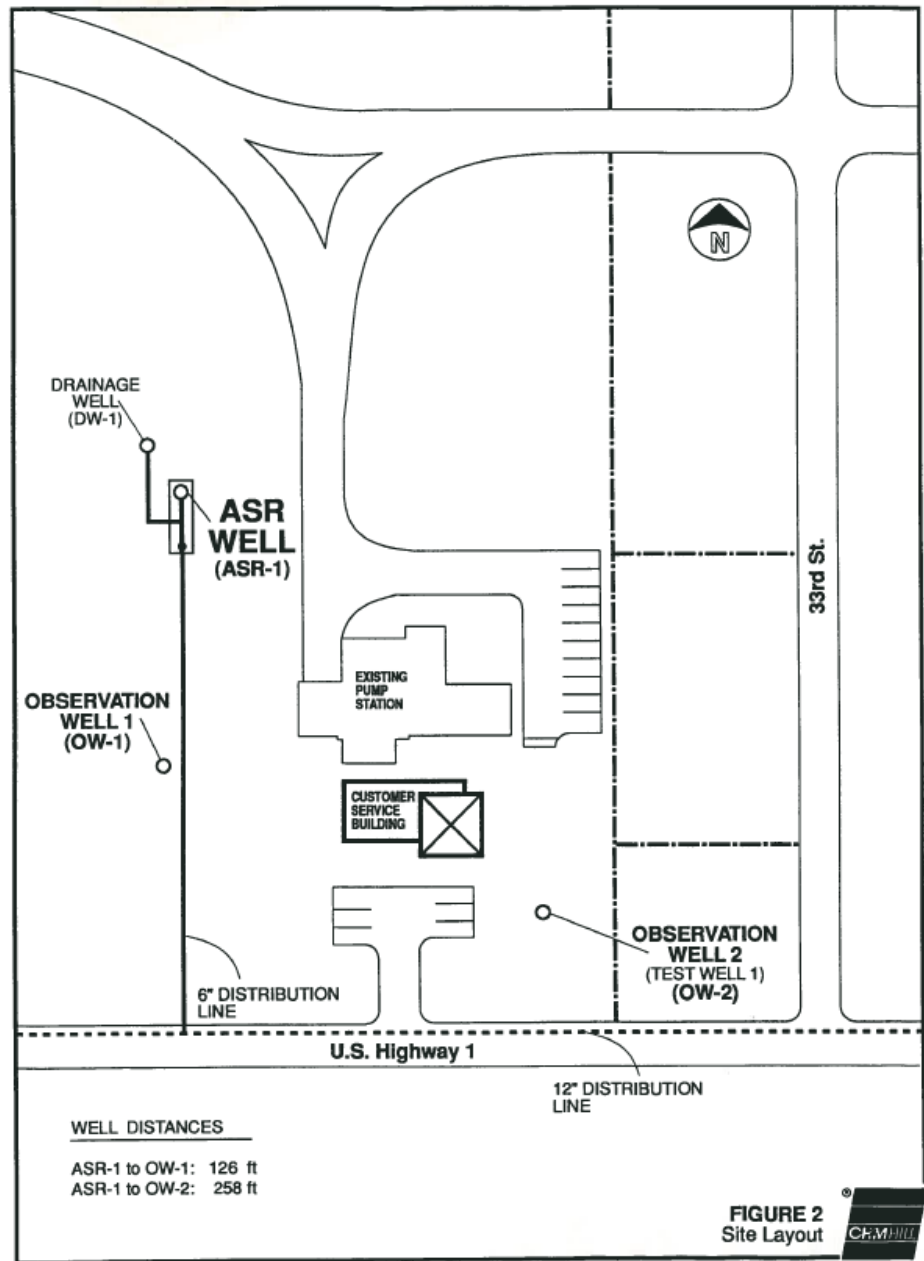 N
DRAINAGE
WELL
(DW-1)
ASR
WELL
(ASR-1)
33rd St.
EXISTING
PUMP
STATION
OBSERVATION
WELL 1
(OW-1)
CUSTOMER
SERVICE
BUILDING
OBSERVATION
WELL 2
(TEST WELL 1)
(OW-2)
6" DISTRIBUTION
LINE
U.S. Highway 1
12" DISTRIBUTION
LINE
WELL DISTANCES
ASR-1 to OW-1: 126 ft
ASR-1 to OW-2: 258 ft
FIGURE 2
Site Layout
®
CH2M HILL